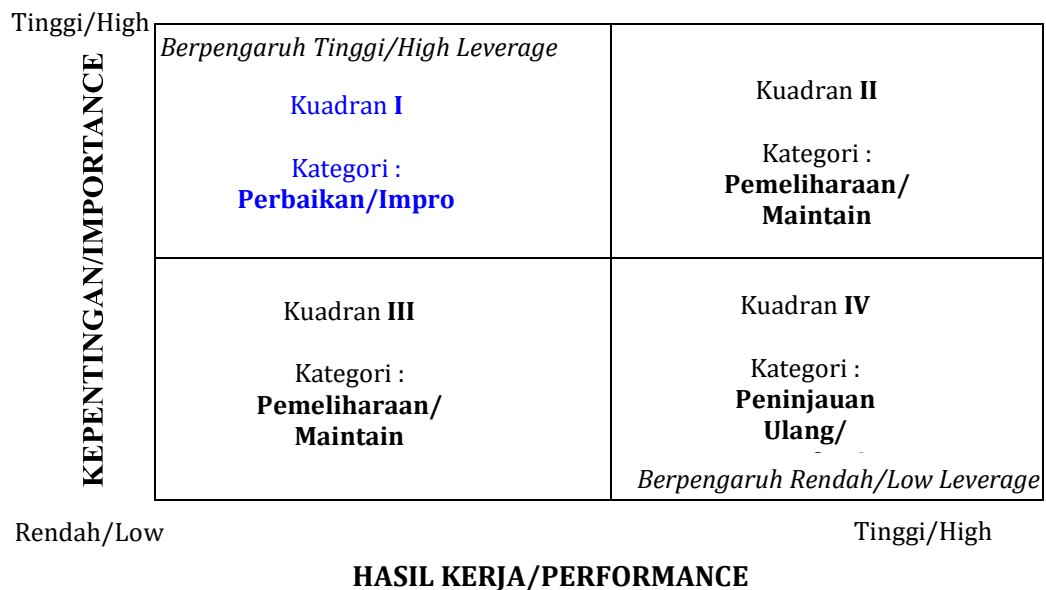 Tinggi/High
KEPENTINGAN/IMPORTANCE
Berpengaruh Tinggi/High Leverage
Kuadran I
Kategori :
Perbaikan/Impro
Kuadran II
Kategori :
Pemeliharaan/
Maintain
Kuadran III
Kategori :
Pemeliharaan/
Maintain
Kuadran IV
Kategori :
Peninjauan
Ulang/
Berpengaruh Rendah/Low Leverage
Rendah/Low
Tinggi/High
HASIL KERJA/PERFORMANCE